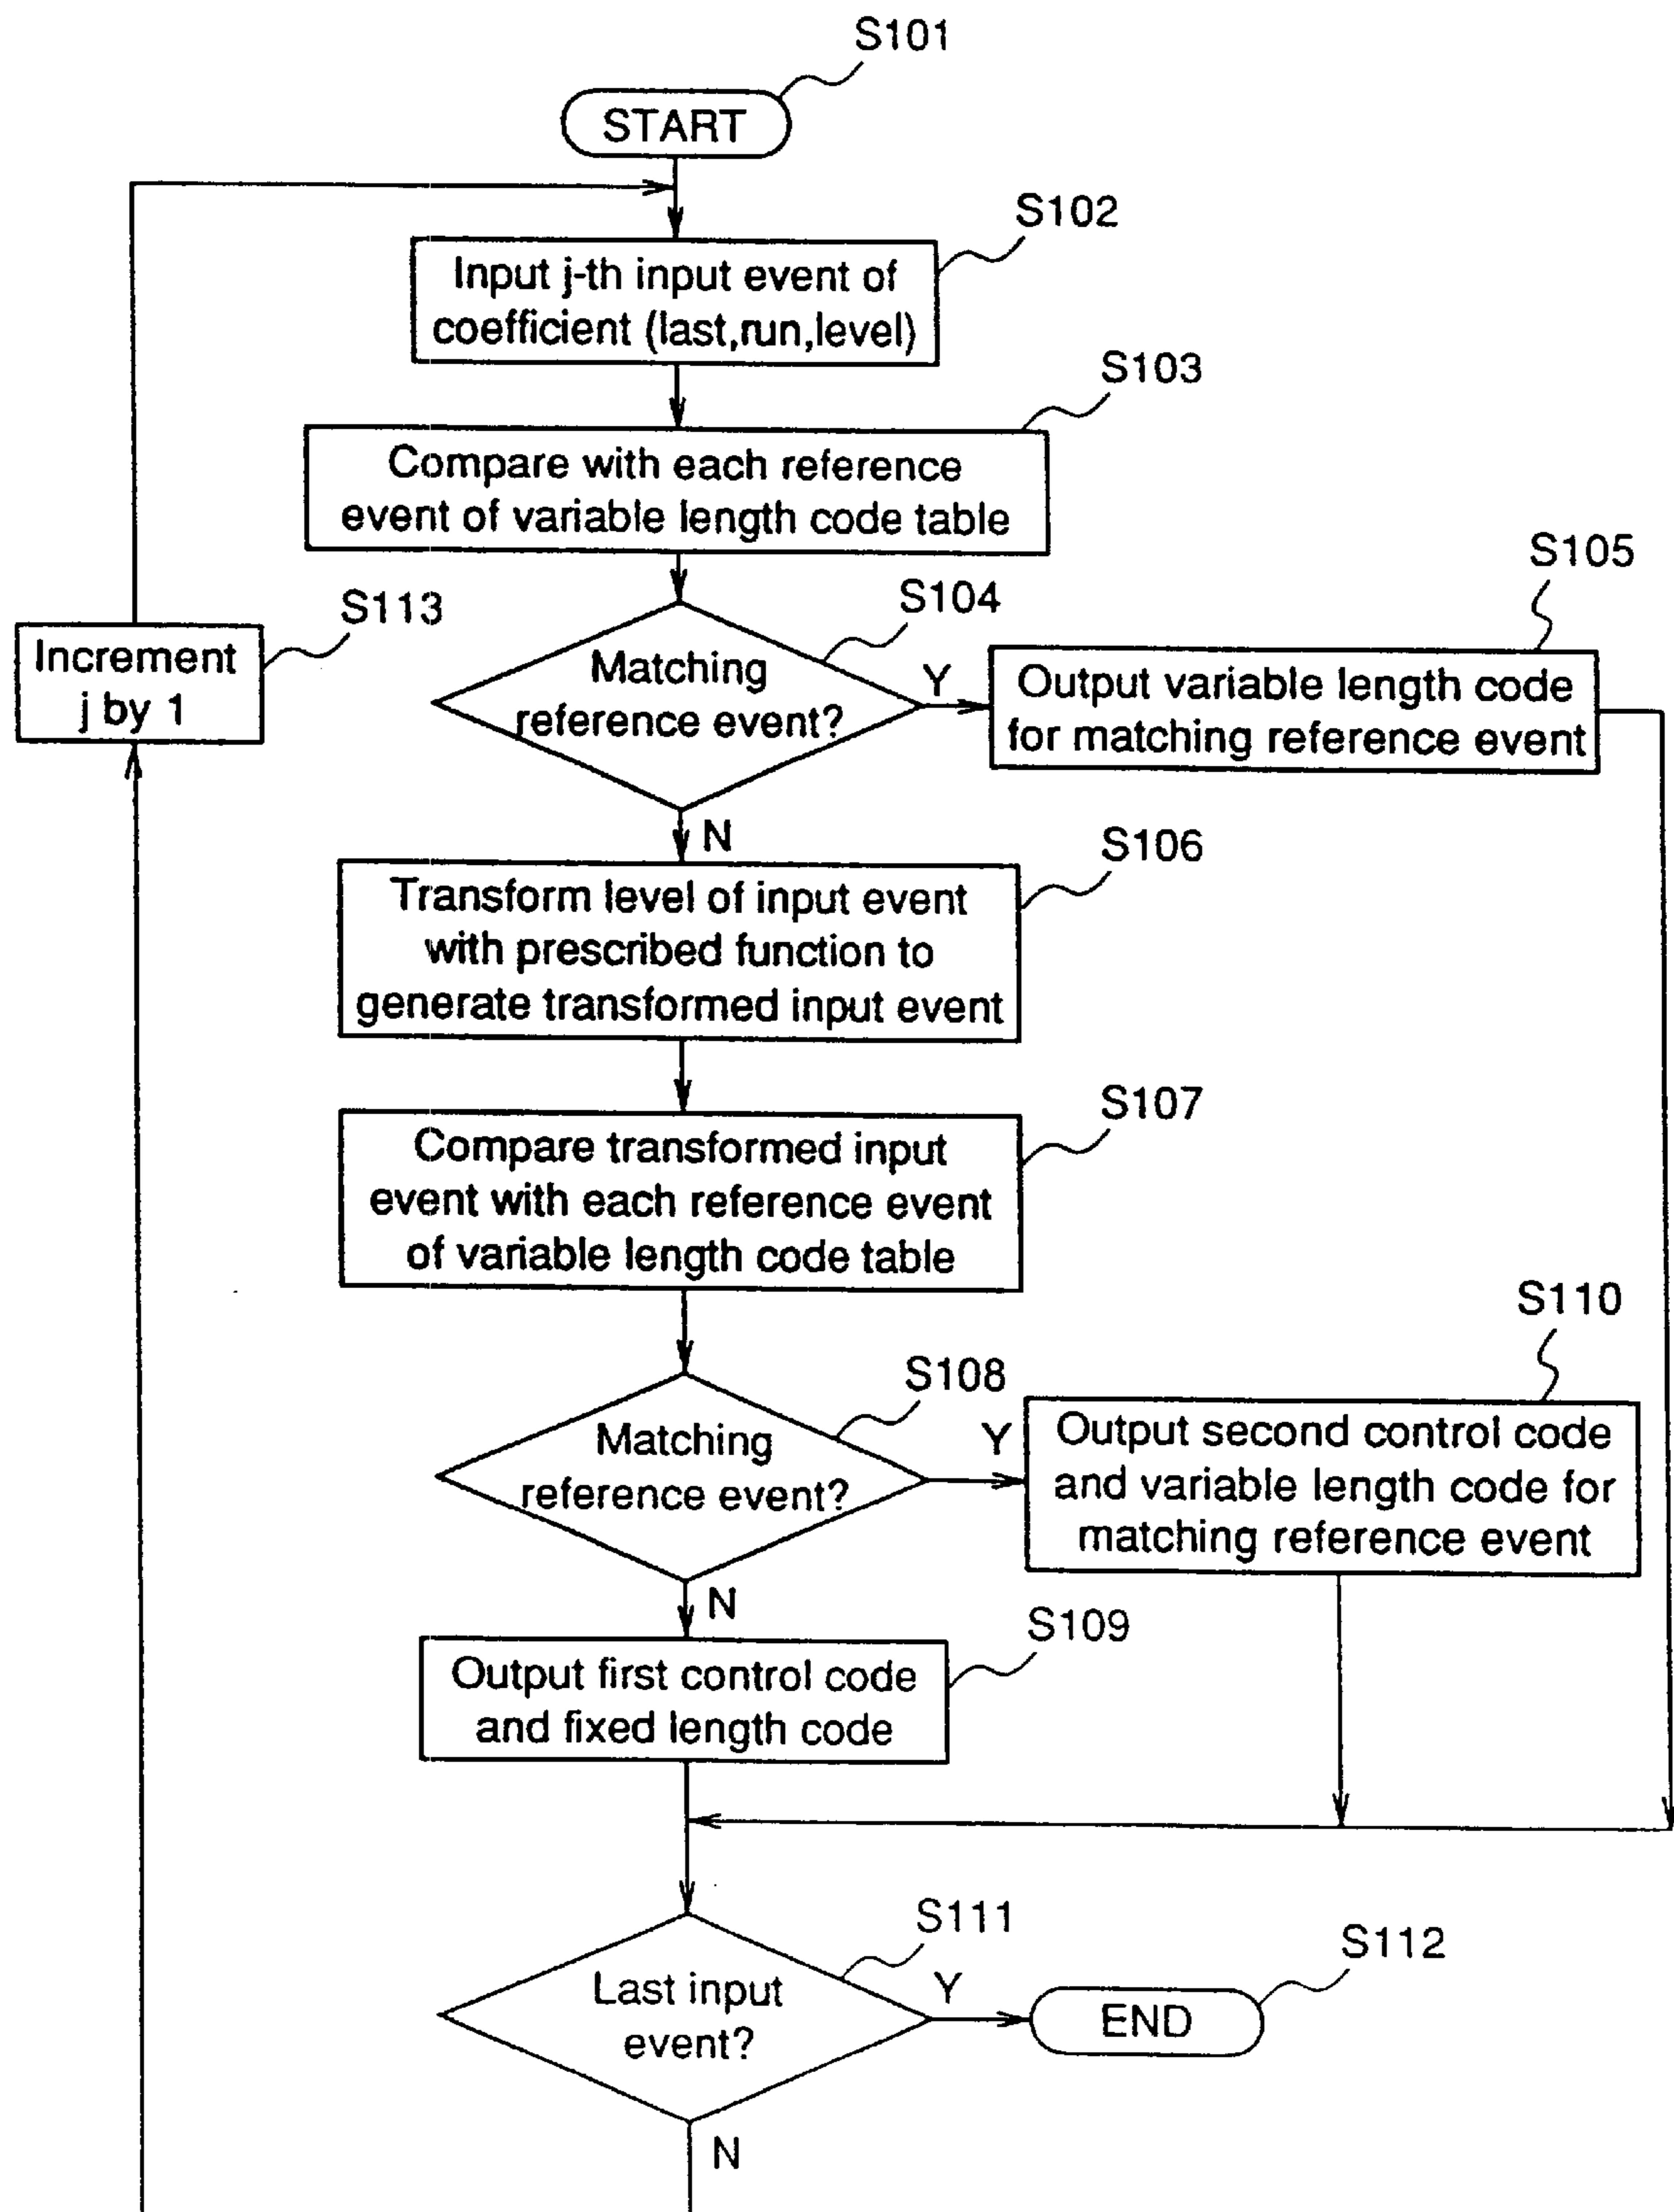 S101
START
S102
Input j-th input event of
coefficient (last,run,level)
S103
Compare with each reference
event of variable length code table
S104
Matching
reference event?
Y
S105
Output variable length code
for matching reference event
S113
Increment
j by 1
N
S106
Transform level of input event
with prescribed function to
generate transformed input event
S107
Compare transformed input
event with each reference event
of variable length code table
S108
Matching
reference event?
Y
S110
Output second control code
and variable length code for
matching reference event
N
S109
Output first control code
and fixed length code
S111
Last input
event?
Y
S112
END
N